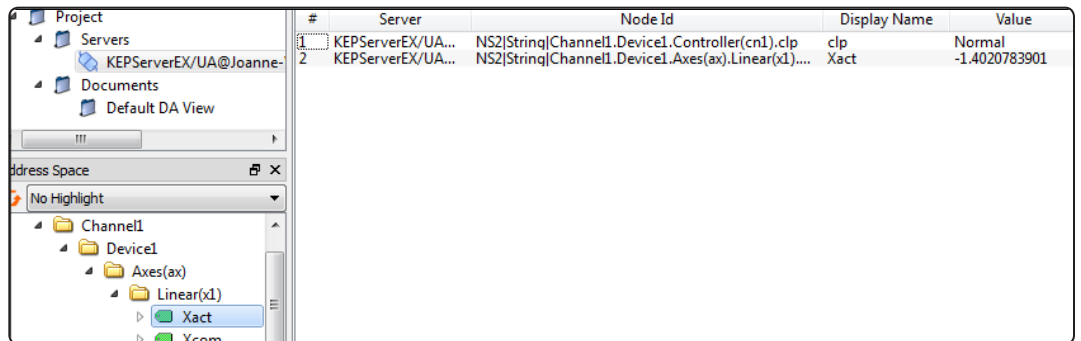 Project
Servers
KEPServerEX/UA@Joanne-
Documents
Default DA View
ddress Space
No Highlight
Channel1
Device1
Axes(ax)
Linear(x1)
Xact
Xcom
# Server Node Id Display Name Value
1 KEPServerEX/UA... NS2|String|Channel1.Device1.Controller(cn1).clp clp Normal
2 KEPServerEX/UA... NS2|String|Channel1.Device1.Axes(ax).Linear(x1).... Xact -1.4020783901